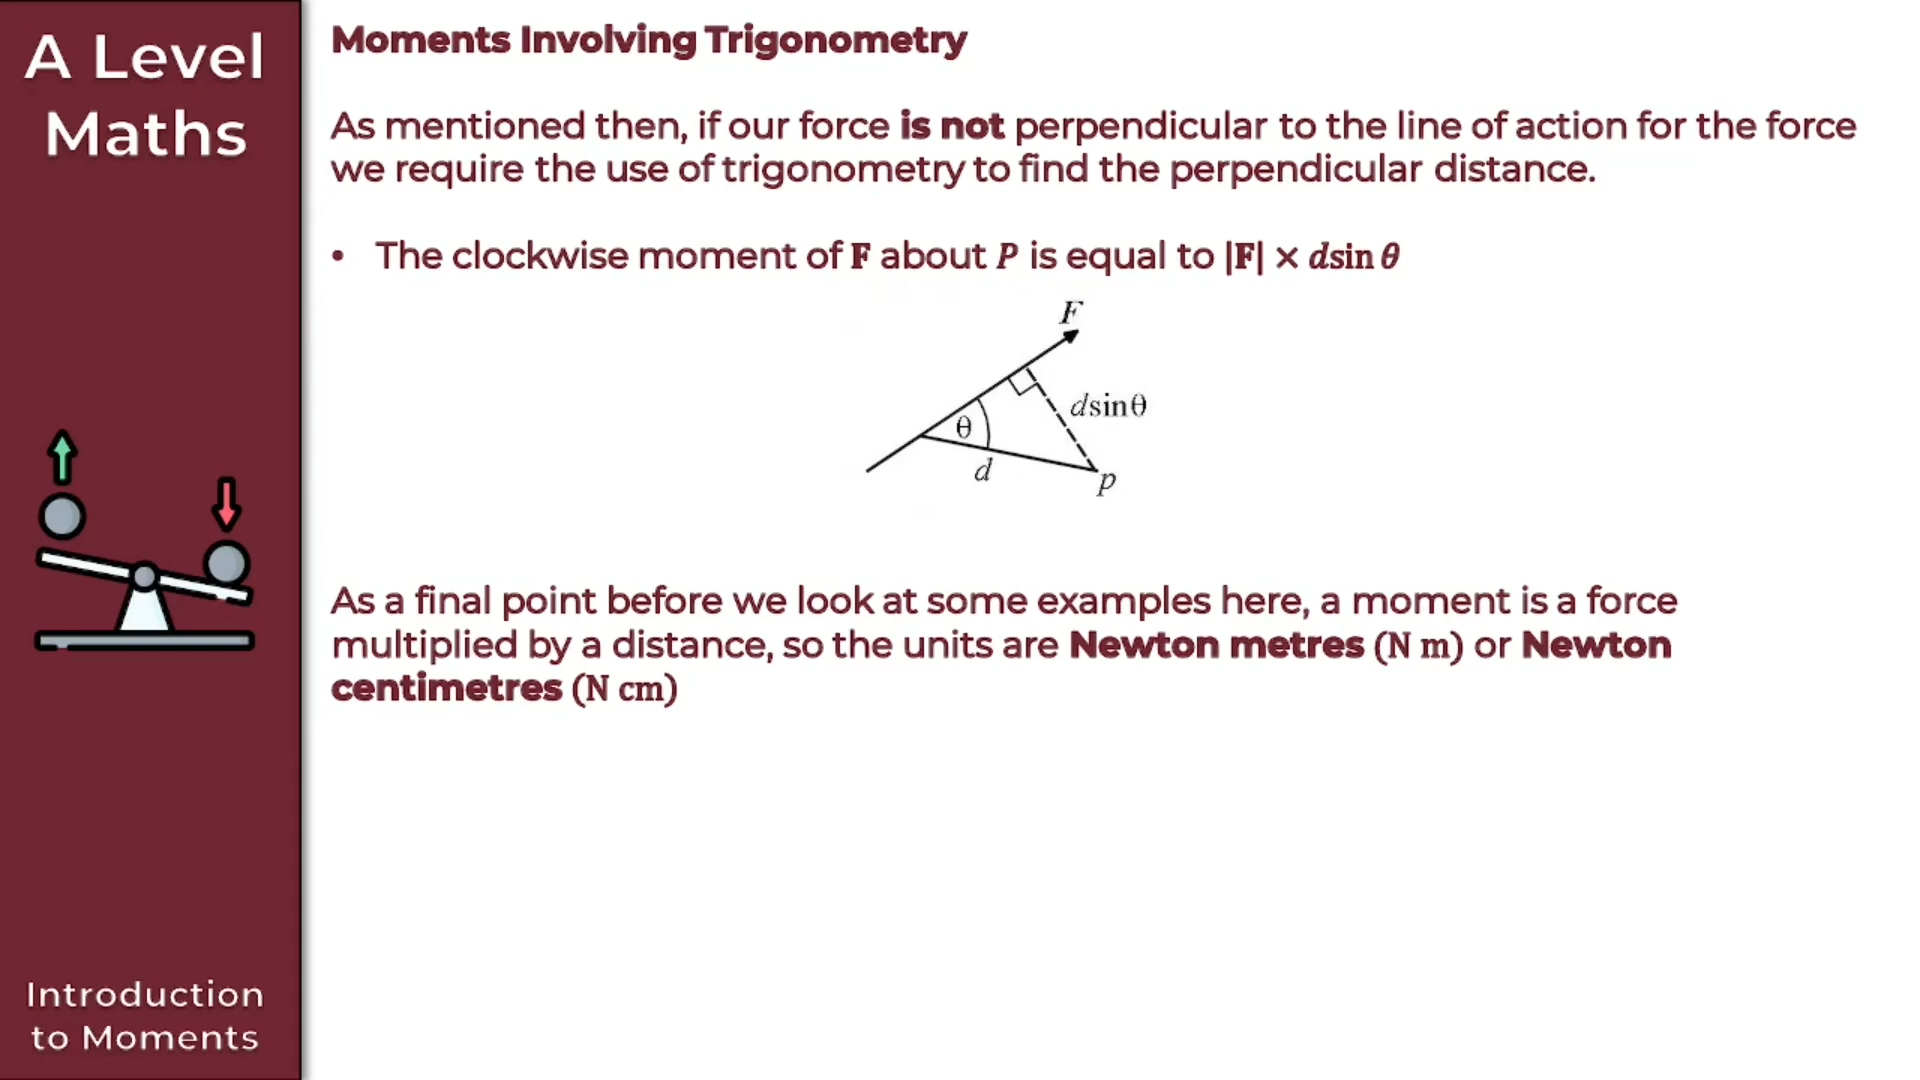 A Level
Maths
Introduction
to Moments
Moments Involving Trigonometry
As mentioned then, if our force is not perpendicular to the line of action for the force
we require the use of trigonometry to find the perpendicular distance.
• The clockwise moment of F about P is equal to |F| × dsin θ
F
dsinθ
θ
d
p
As a final point before we look at some examples here, a moment is a force
multiplied by a distance, so the units are Newton metres (N m) or Newton
centimetres (N cm)